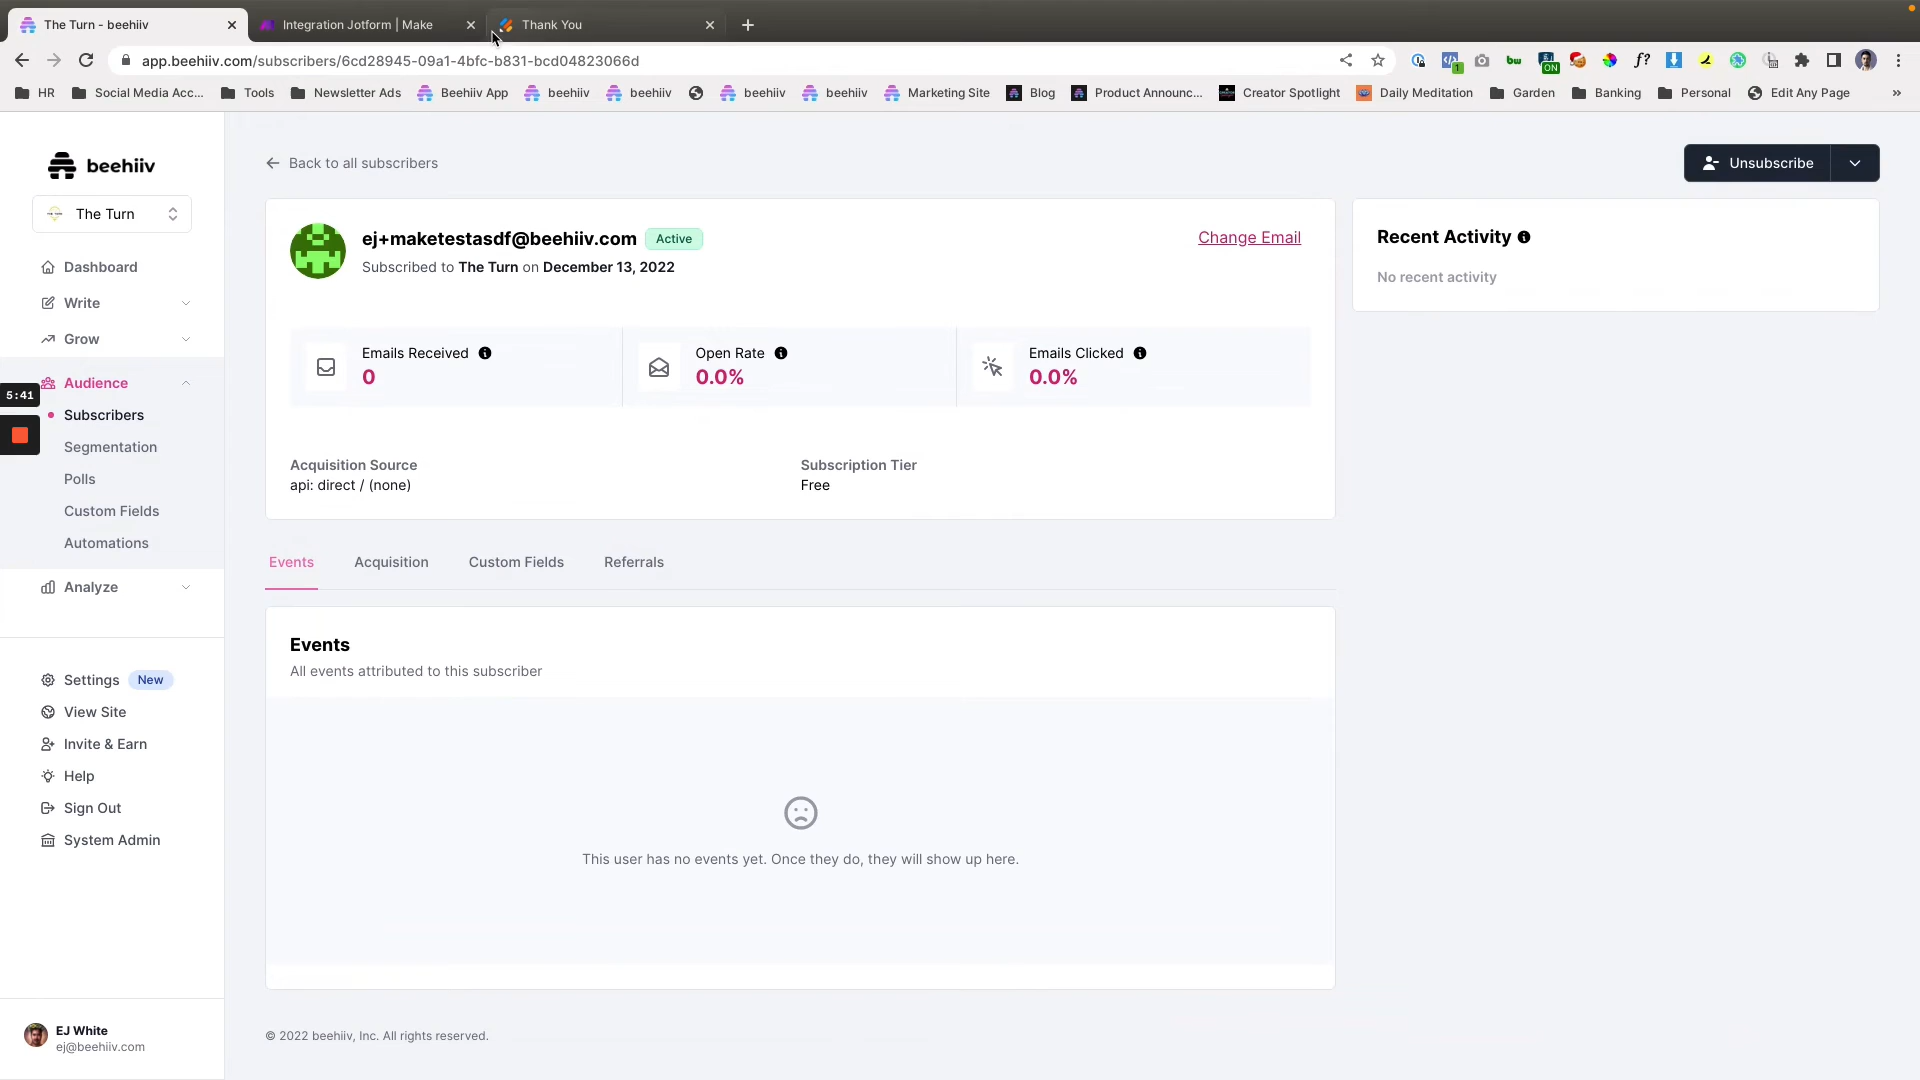 The Turn - beehiiv
Integration Jotform | Make
Thank You
app.beehiiv.com/subscribers/6cd28945-09a1-4bfc-b831-bcd04823066d
HR
Social Media Acc...
Tools
Newsletter Ads
Beehiiv App
beehiiv
beehiiv
beehiiv
beehiiv
Marketing Site
Blog
Product Announc...
Creator Spotlight
Daily Meditation
Garden
Banking
Personal
Edit Any Page
»
1
bw
ON
f?
beehiiv
The Turn
Dashboard
Write
Grow
Audience
5:41
Subscribers
Segmentation
Polls
Custom Fields
Automations
Analyze
Settings New
View Site
Invite & Earn
Help
Sign Out
System Admin
EJ White
ej@beehiiv.com
Back to all subscribers
Unsubscribe
ej+maketestasdf@beehiiv.com Active
Subscribed to The Turn on December 13, 2022
Change Email
Emails Received
0
Open Rate
0.0%
Emails Clicked
0.0%
Acquisition Source
api: direct / (none)
Subscription Tier
Free
Recent Activity
No recent activity
Events
Acquisition
Custom Fields
Referrals
Events
All events attributed to this subscriber
This user has no events yet. Once they do, they will show up here.
© 2022 beehiiv, Inc. All rights reserved.